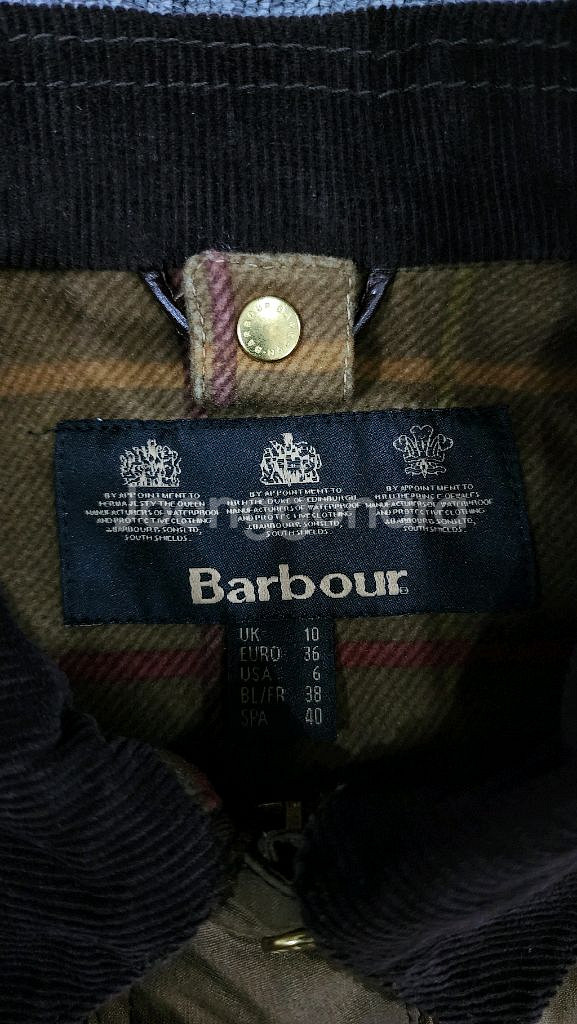 BARBOUR BARBOUR
BY APPOINTMENT TO
HER MAJESTY THE QUEEN
MANUFACTURERS OF WATERPROOF
AND PROTECTIVE CLOTHING
J.BARBOUR & SONS LTD,
SOUTH SHIELDS
BY APPOINTMENT TO
H.R.H THE DUKE OF EDINBURGH
MANUFACTURERS OF WATERPROOF
AND PROTECTIVE CLOTHING
J.BARBOUR & SONS LTD,
SOUTH SHIELDS
BY APPOINTMENT TO
H.R.H THE PRINCE OF WALES
MANUFACTURERS OF WATERPROOF
AND PROTECTIVE CLOTHING
J.BARBOUR & SONS LTD,
SOUTH SHIELDS
Barbour
UK 10
EURO 36
USA 6
BL/FR 38
SPA 40